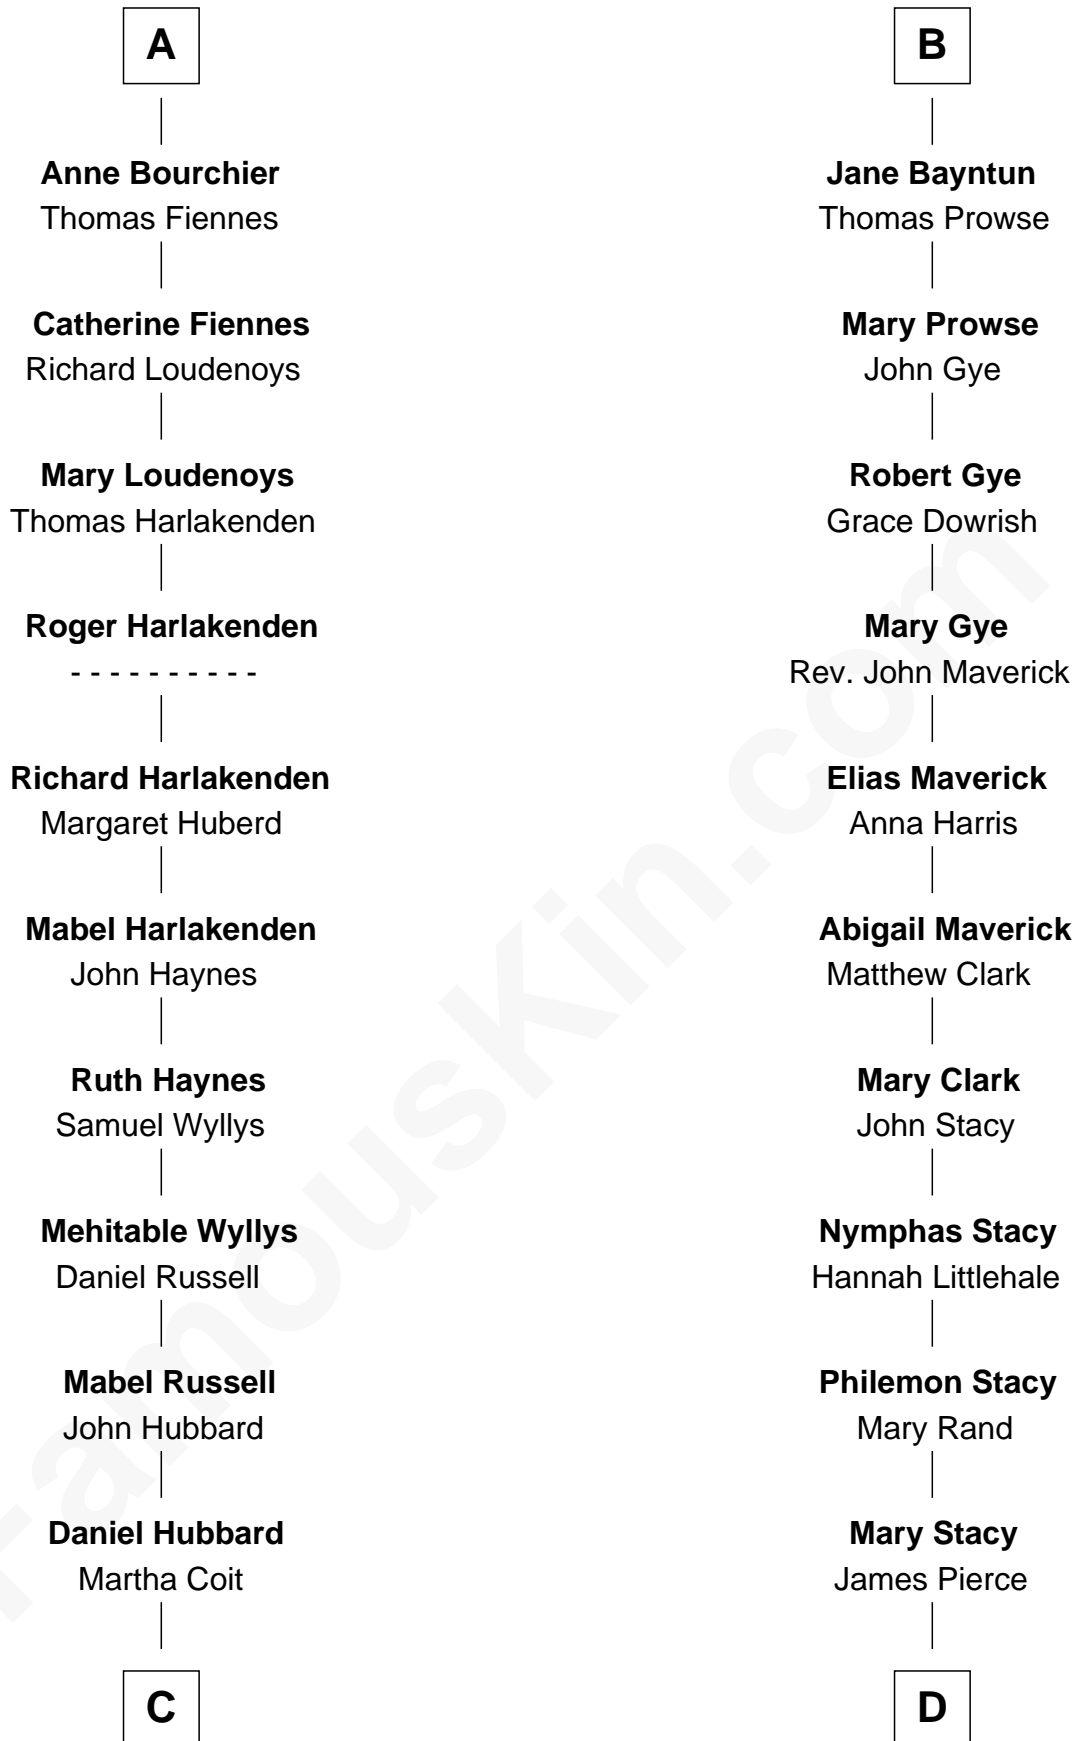 A
Anne Bourchier
Thomas Fiennes
Catherine Fiennes
Richard Loudenoys
Mary Loudenoys
Thomas Harlakenden
Roger Harlakenden
- - - - - - - - - -
Richard Harlakenden
Margaret Huberd
Mabel Harlakenden
John Haynes
Ruth Haynes
Samuel Wyllys
Mehitable Wyllys
Daniel Russell
Mabel Russell
John Hubbard
Daniel Hubbard
Martha Coit
C
B
Jane Bayntun
Thomas Prowse
Mary Prowse
John Gye
Robert Gye
Grace Dowrish
Mary Gye
Rev. John Maverick
Elias Maverick
Anna Harris
Abigail Maverick
Matthew Clark
Mary Clark
John Stacy
Nymphas Stacy
Hannah Littlehale
Philemon Stacy
Mary Rand
Mary Stacy
James Pierce
D
FamousKin.com